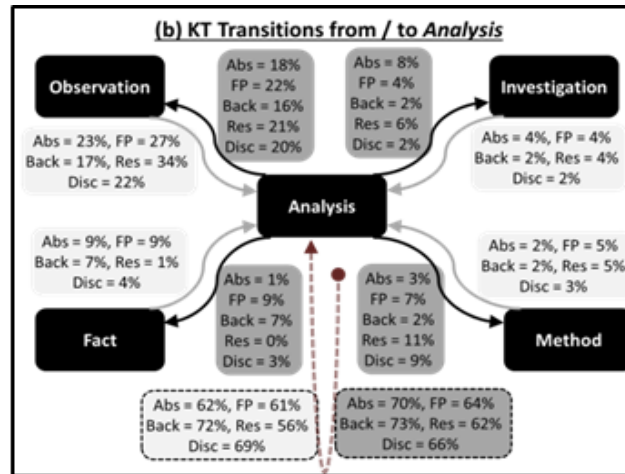 (b) KT Transitions from / to Analysis
Observation
Abs = 18%
FP = 22%
Back = 16%
Res = 21%
Disc = 20%
Abs = 8%
FP = 4%
Back = 2%
Res = 6%
Disc = 2%
Investigation
Abs = 23%, FP = 27%
Back = 17%, Res = 34%
Disc = 22%
Abs = 4%, FP = 4%
Back = 2%, Res = 4%
Disc = 2%
Analysis
Abs = 9%, FP = 9%
Back = 7%, Res = 1%
Disc = 4%
Abs = 2%, FP = 5%
Back = 2%, Res = 5%
Disc = 3%
Fact
Abs = 1%
FP = 9%
Back = 7%
Res = 0%
Disc = 3%
Abs = 3%
FP = 7%
Back = 2%
Res = 11%
Disc = 9%
Method
Abs = 62%, FP = 61%
Back = 72%, Res = 56%
Disc = 69%
Abs = 70%, FP = 64%
Back = 73%, Res = 62%
Disc = 66%